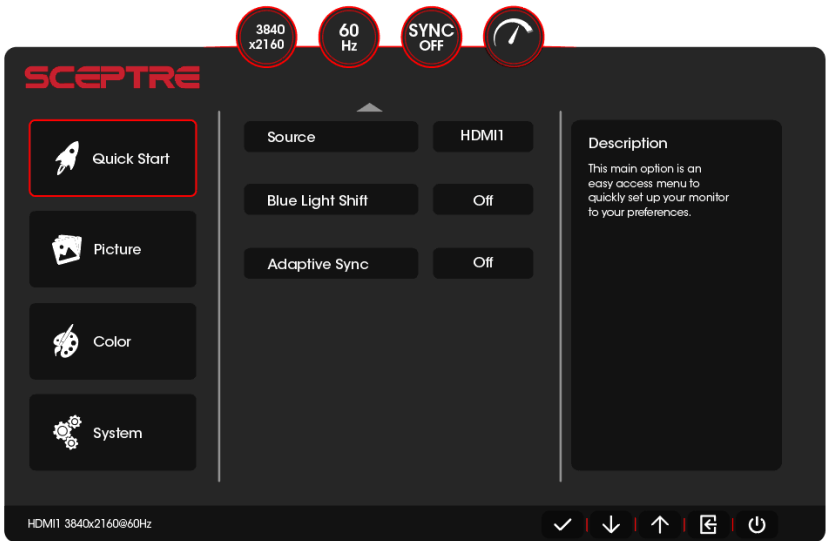 3840
x2160
60
Hz
SYNC
OFF
SCEPTRE
Quick Start
Picture
Color
System
Source
HDMI1
Blue Light Shift
Off
Adaptive Sync
Off
Description
This main option is an
easy access menu to
quickly set up your monitor
to your preferences.
HDMI1 3840x2160@60Hz